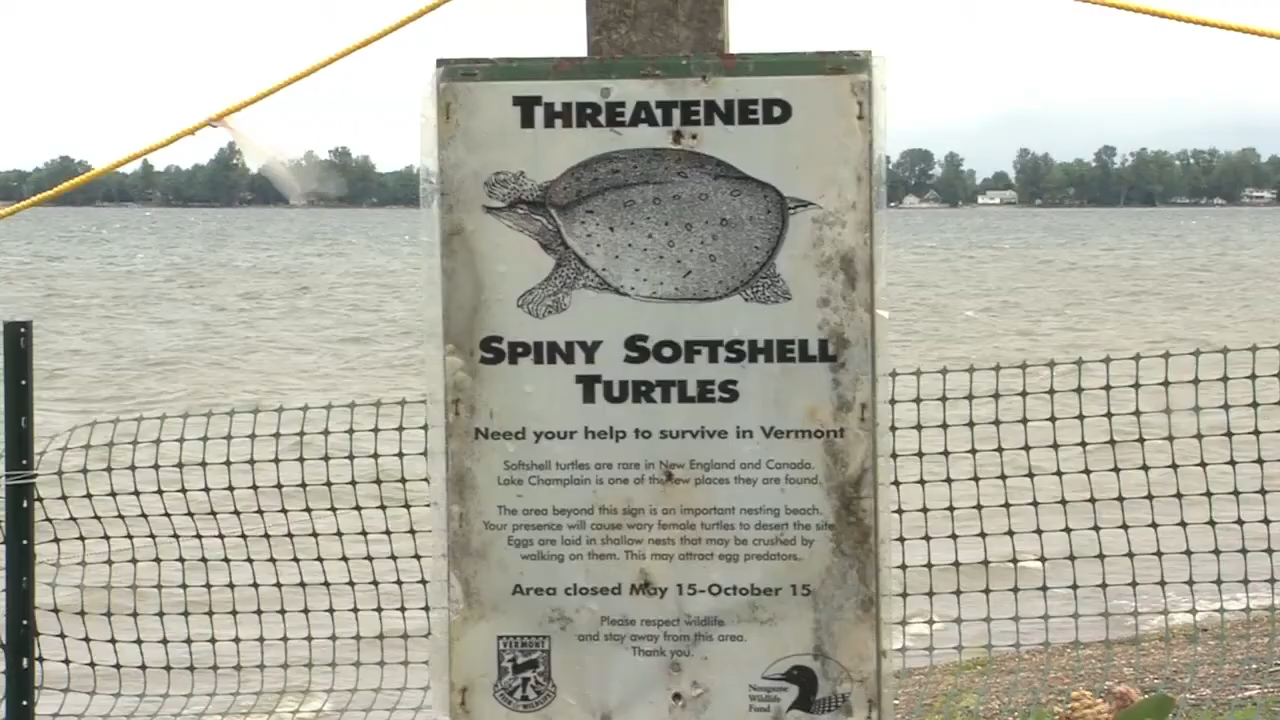 THREATENED
SPINY SOFTSHELL
TURTLES
Need your help to survive in Vermont
Softshell turtles are rare in New England and Canada.
Lake Champlain is one of the few places they are found.
The area beyond this sign is an important nesting beach.
Your presence will cause wary female turtles to desert the site.
Eggs are laid in shallow nests that may be crushed by
walking on them. This may attract egg predators.
Area closed May 15-October 15
Please respect wildlife
and stay away from this area.
Thank you.
VERMONT
FISH & WILDLIFE
Nongame
Wildlife
Fund